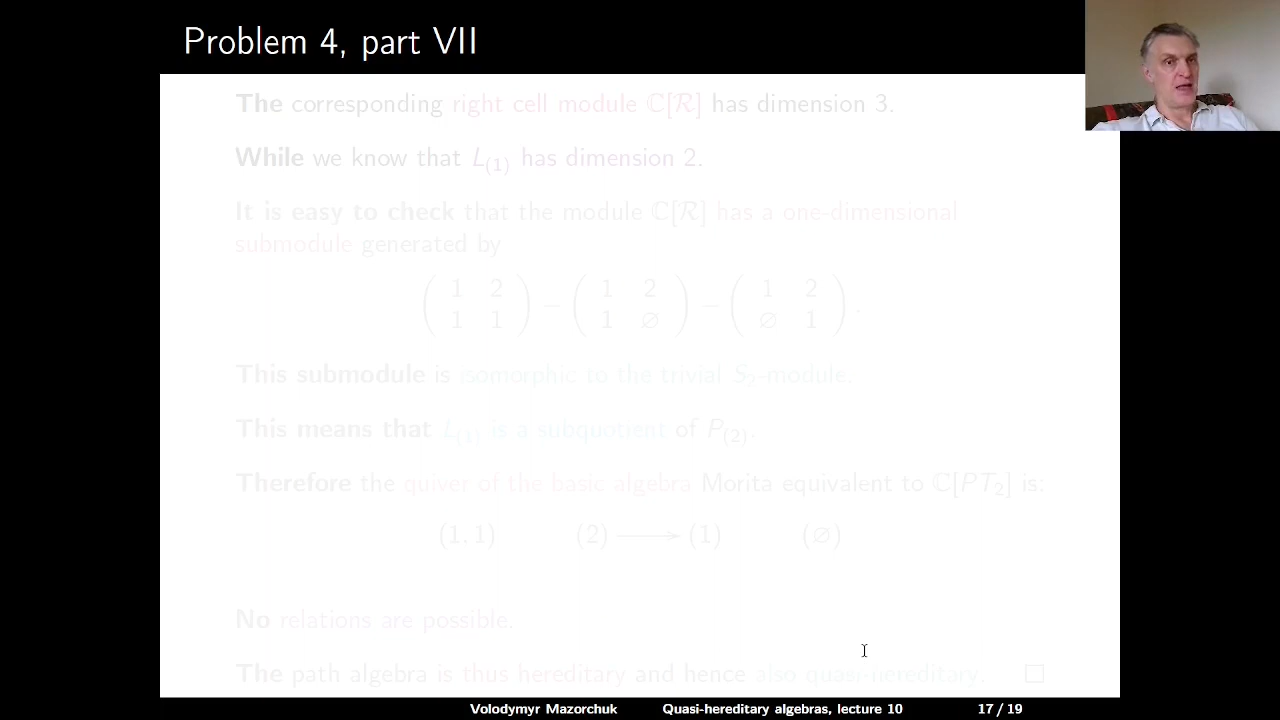 Problem 4, part VII
The corresponding right cell module ℂ[𝓡] has dimension 3.
While we know that L₍₁₎ has dimension 2.
It is easy to check that the module ℂ[𝓡] has a one-dimensional
submodule generated by
( 1 2 ) − ( 1 2 ) − ( 1 2 ) .
( 1 1 ) ( 1 ∅ ) ( ∅ 1 )
This submodule is isomorphic to the trivial S₂-module.
This means that L₍₁₎ is a subquotient of P₍₂₎.
Therefore the quiver of the basic algebra Morita equivalent to ℂ[PT₂] is:
(1, 1) (2) ⟶ (1) (∅)
No relations are possible.
The path algebra is thus hereditary and hence also quasi-hereditary. □
Volodymyr Mazorchuk Quasi-hereditary algebras, lecture 10 17 / 19